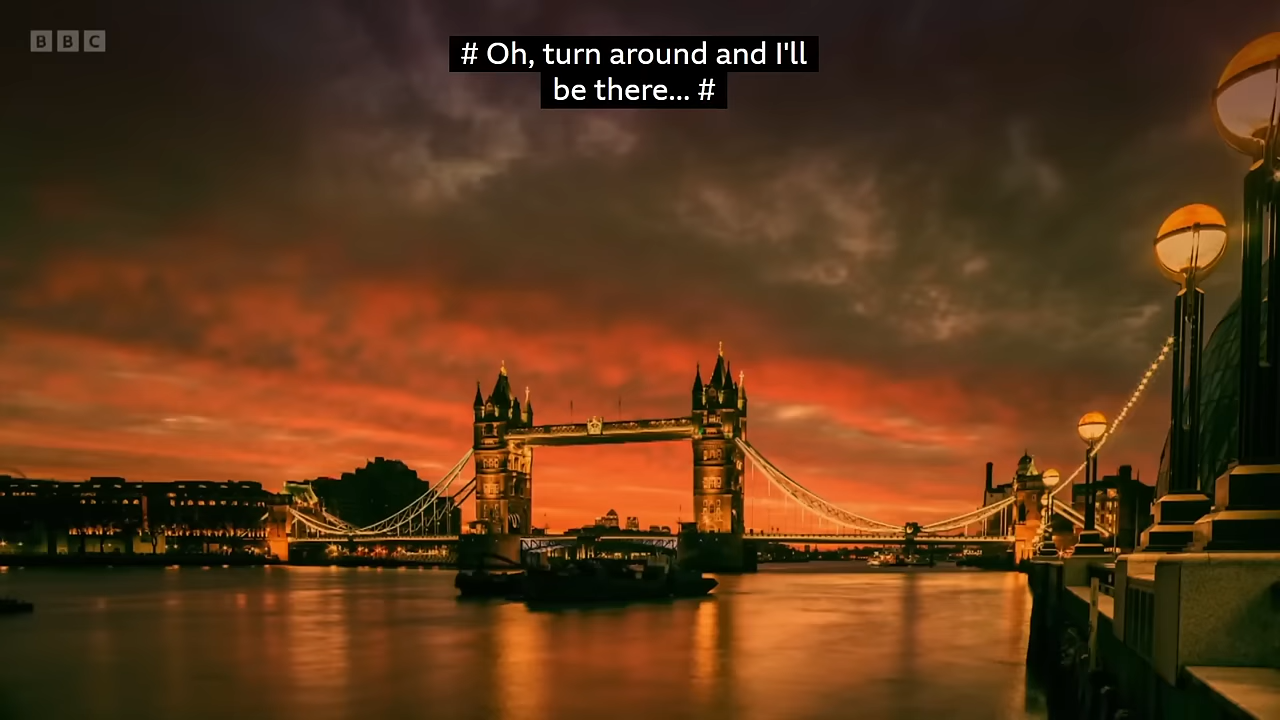 BBC
# Oh, turn around and I'll
be there... #